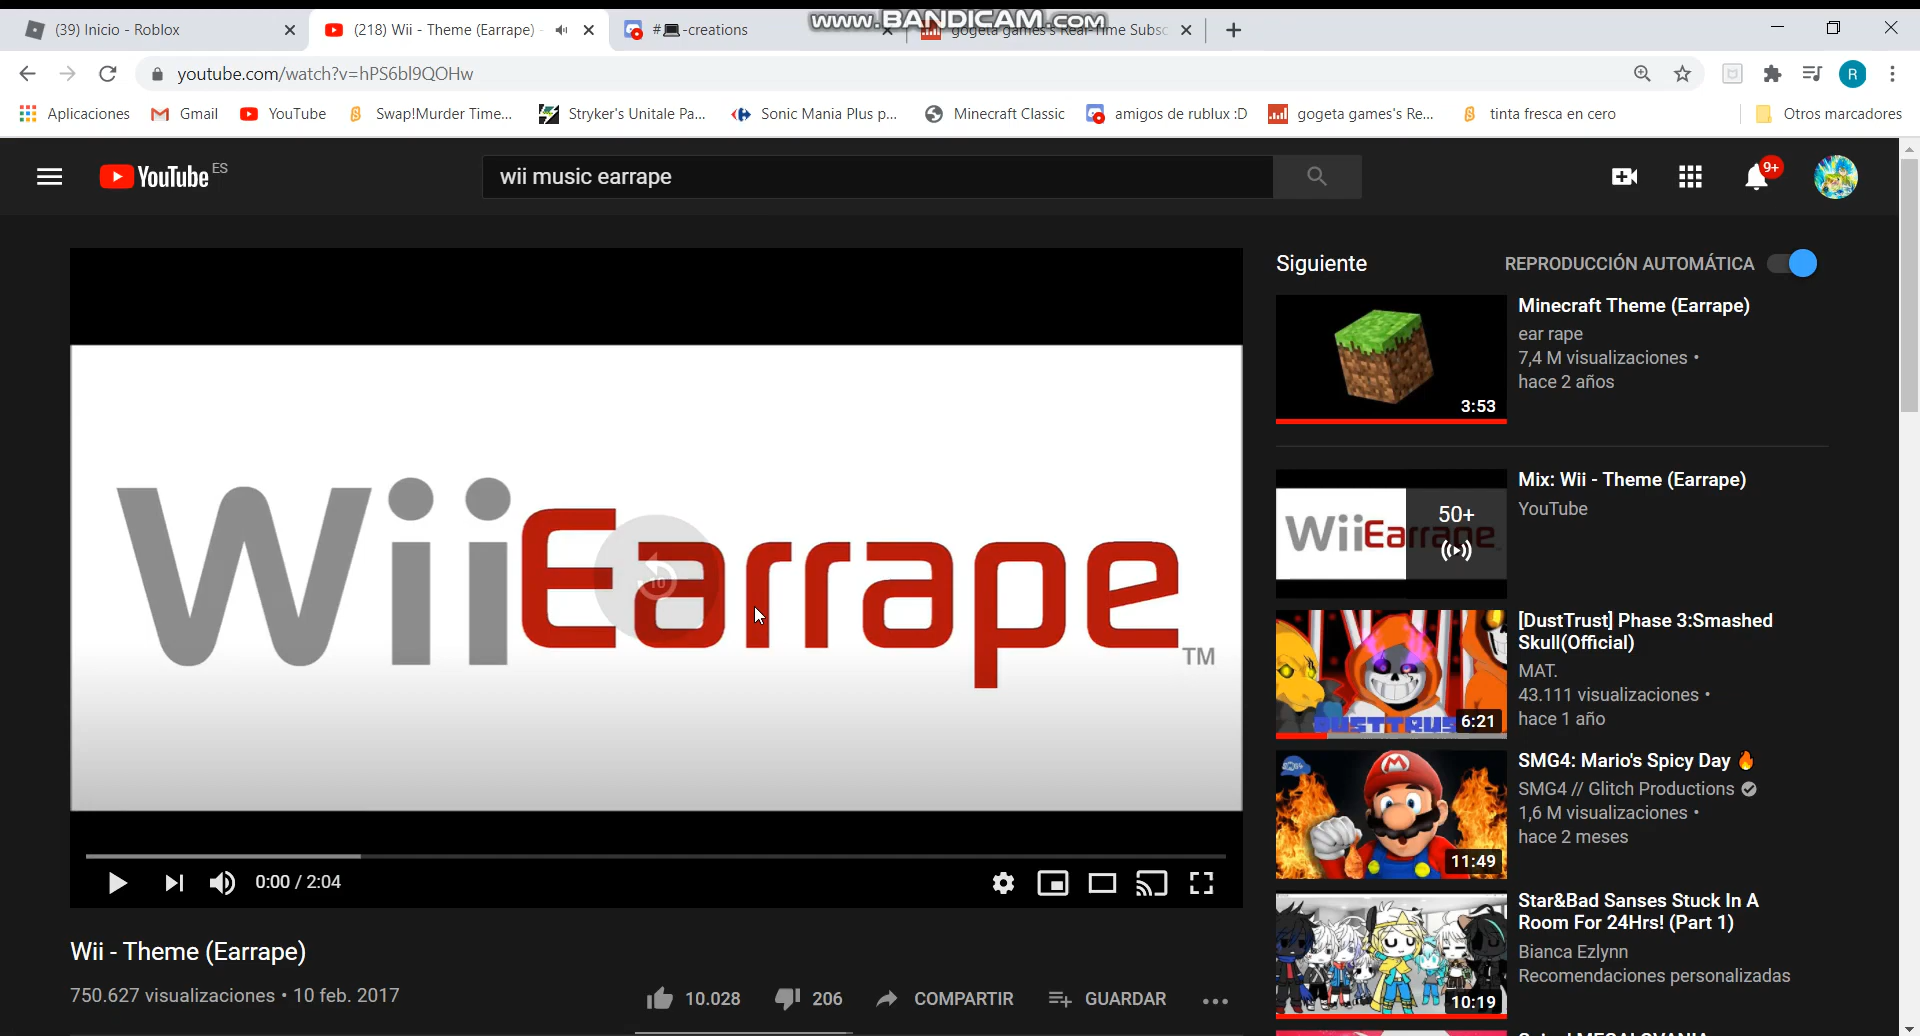 www.BANDICAM.COM
(39) Inicio - Roblox
(218) Wii - Theme (Earrape) -
#💻-creations
gogeta games's Real-Time Subsc
youtube.com/watch?v=hPS6bl9QOHw
R
Aplicaciones
Gmail
YouTube
Swap!Murder Time...
Stryker's Unitale Pa...
Sonic Mania Plus p...
Minecraft Classic
amigos de rublux :D
gogeta games's Re...
tinta fresca en cero
Otros marcadores
YouTube ES
wii music earrape
9+
WiiEarrape TM
10
0:00 / 2:04
Wii - Theme (Earrape)
750.627 visualizaciones • 10 feb. 2017
10.028
206
COMPARTIR
GUARDAR
Siguiente
REPRODUCCIÓN AUTOMÁTICA
3:53
Minecraft Theme (Earrape)
ear rape
7,4 M visualizaciones •
hace 2 años
WiiEarrape
50+
Mix: Wii - Theme (Earrape)
YouTube
DUSTTRUS
6:21
[DustTrust] Phase 3:Smashed
Skull(Official)
MAT.
43.111 visualizaciones •
hace 1 año
SMG4
M
11:49
SMG4: Mario's Spicy Day 🔥
SMG4 // Glitch Productions
1,6 M visualizaciones •
hace 2 meses
10:19
Star&Bad Sanses Stuck In A
Room For 24Hrs! (Part 1)
Bianca Ezlynn
Recomendaciones personalizadas